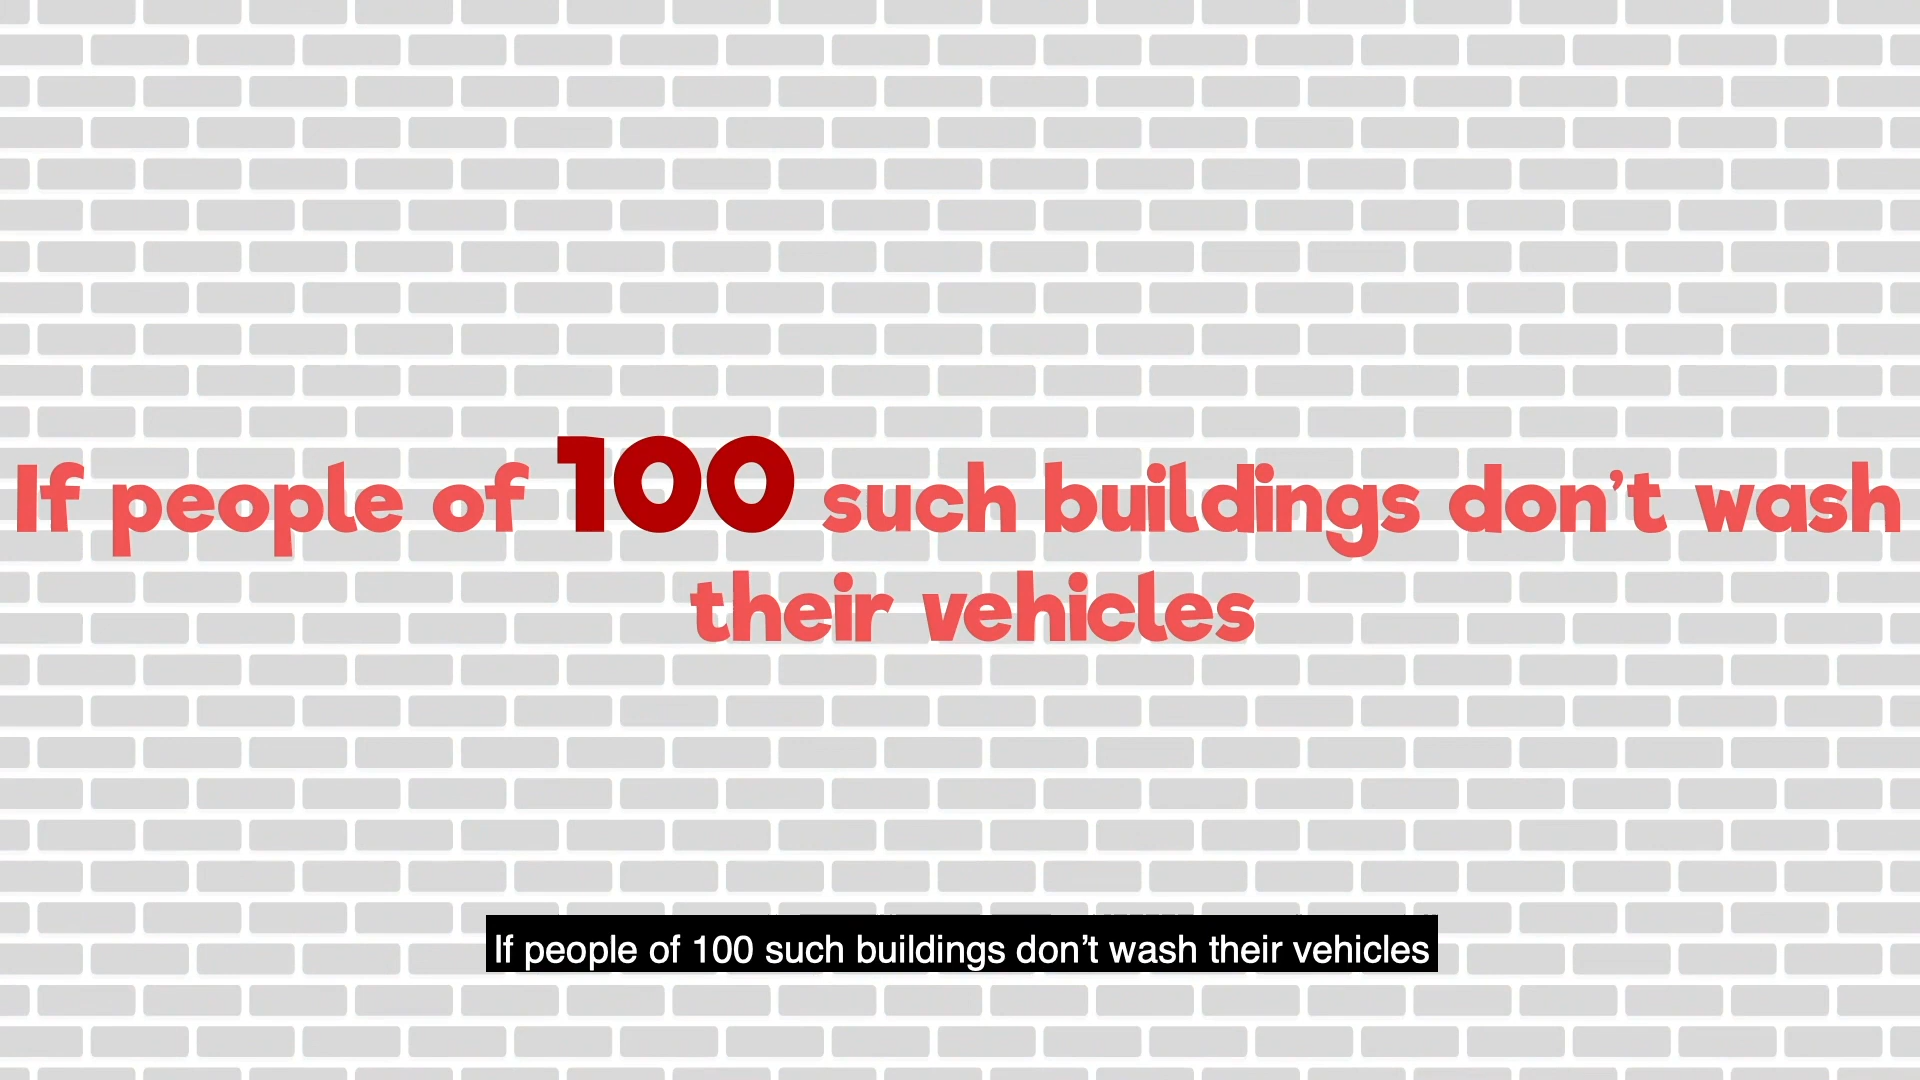 If people of 100 such buildings don’t wash
their vehicles
If people of 100 such buildings don’t wash their vehicles